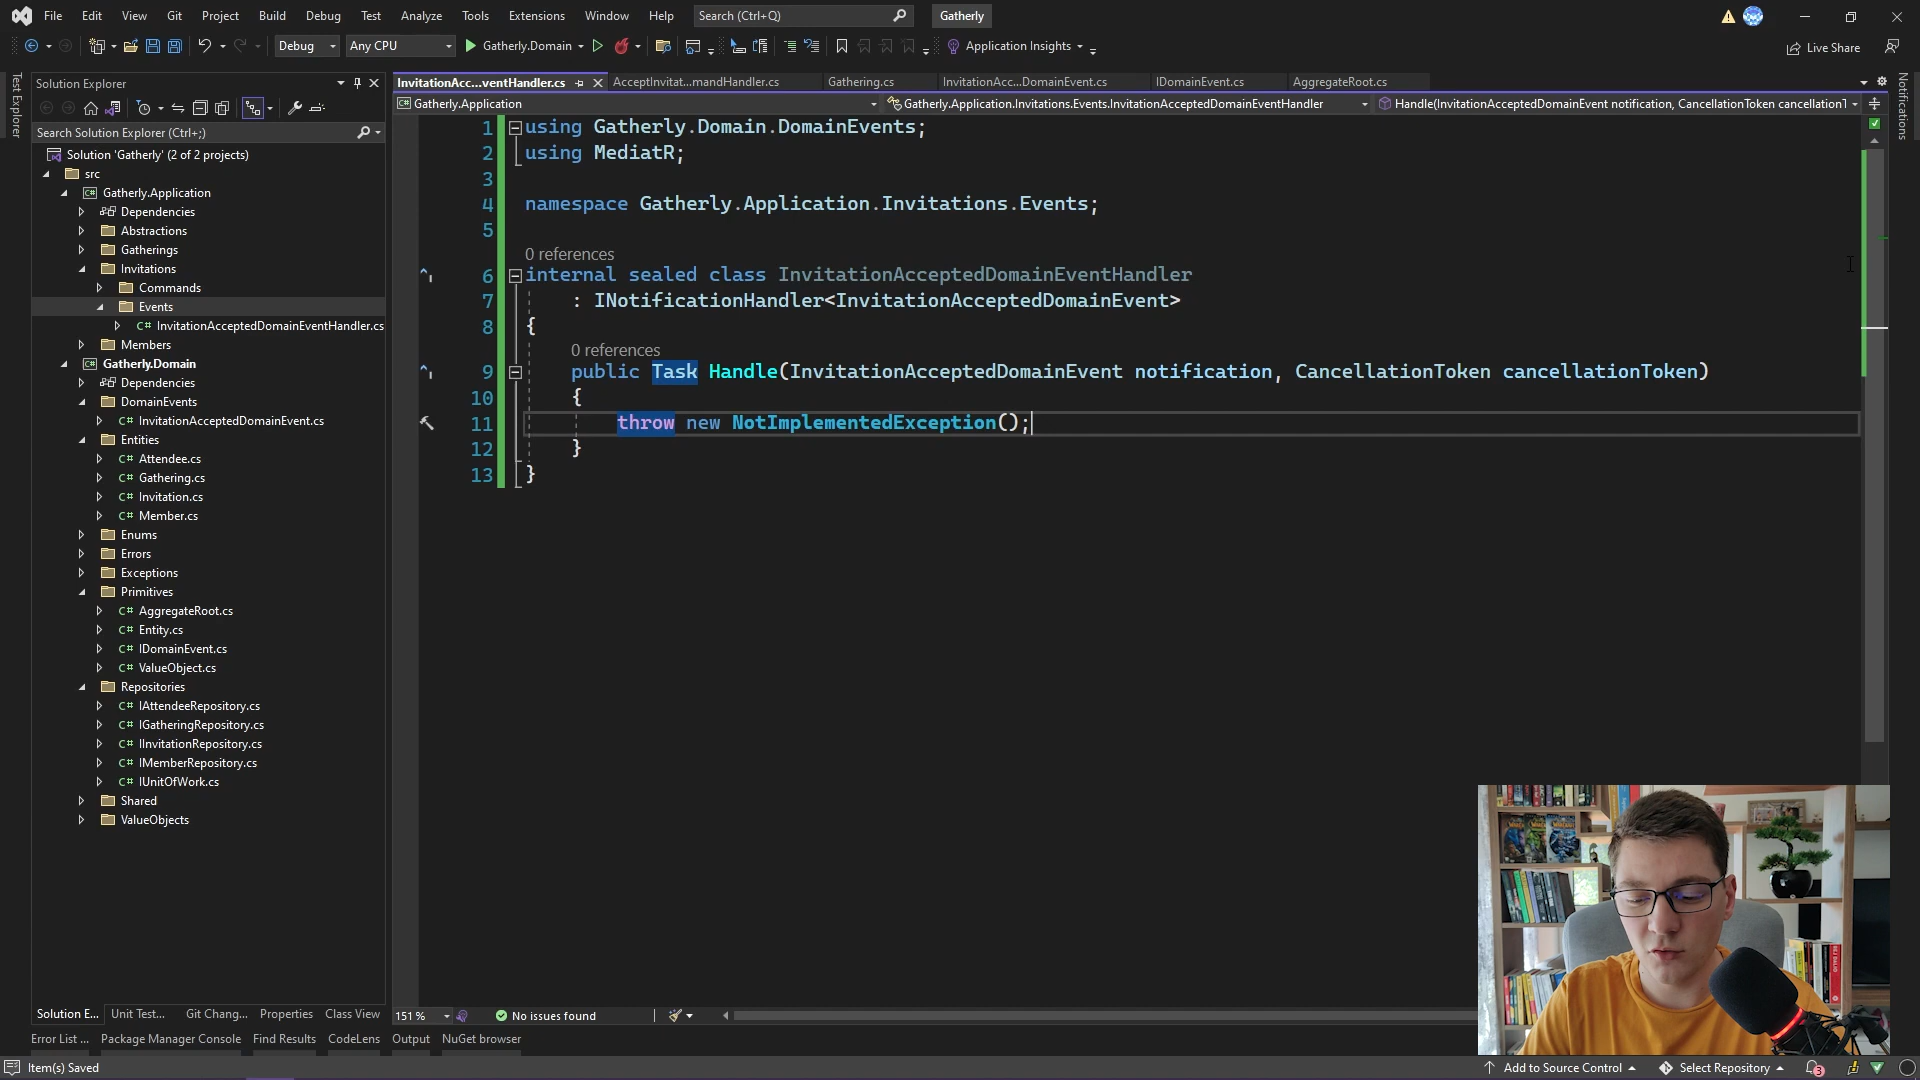 File Edit View Git Project Build Debug Test Analyze Tools Extensions Window Help Search (Ctrl+Q) Gatherly
Debug Any CPU Gatherly.Domain Application Insights Live Share
Test Explorer
Solution Explorer
Search Solution Explorer (Ctrl+;)
Solution 'Gatherly' (2 of 2 projects)
src
Gatherly.Application
Dependencies
Abstractions
Gatherings
Invitations
Commands
Events
C# InvitationAcceptedDomainEventHandler.cs
Members
Gatherly.Domain
Dependencies
DomainEvents
C# InvitationAcceptedDomainEvent.cs
Entities
C# Attendee.cs
C# Gathering.cs
C# Invitation.cs
C# Member.cs
Enums
Errors
Exceptions
Primitives
C# AggregateRoot.cs
C# Entity.cs
C# IDomainEvent.cs
C# ValueObject.cs
Repositories
C# IAttendeeRepository.cs
C# IGatheringRepository.cs
C# IInvitationRepository.cs
C# IMemberRepository.cs
C# IUnitOfWork.cs
Shared
ValueObjects
Solution E... Unit Test... Git Chang... Properties Class View
InvitationAcc...ventHandler.cs AcceptInvitat...mandHandler.cs Gathering.cs InvitationAcc...DomainEvent.cs IDomainEvent.cs AggregateRoot.cs
Gatherly.Application Gatherly.Application.Invitations.Events.InvitationAcceptedDomainEventHandler Handle(InvitationAcceptedDomainEvent notification, CancellationToken cancellationT
1 using Gatherly.Domain.DomainEvents;
2 using MediatR;
3
4 namespace Gatherly.Application.Invitations.Events;
5
0 references
6 internal sealed class InvitationAcceptedDomainEventHandler
7 : INotificationHandler<InvitationAcceptedDomainEvent>
8 {
0 references
9 public Task Handle(InvitationAcceptedDomainEvent notification, CancellationToken cancellationToken)
10 {
11 throw new NotImplementedException();
12 }
13 }
Notifications
151 % No issues found
Error List ... Package Manager Console Find Results CodeLens Output NuGet browser
Item(s) Saved Add to Source Control Select Repository 3